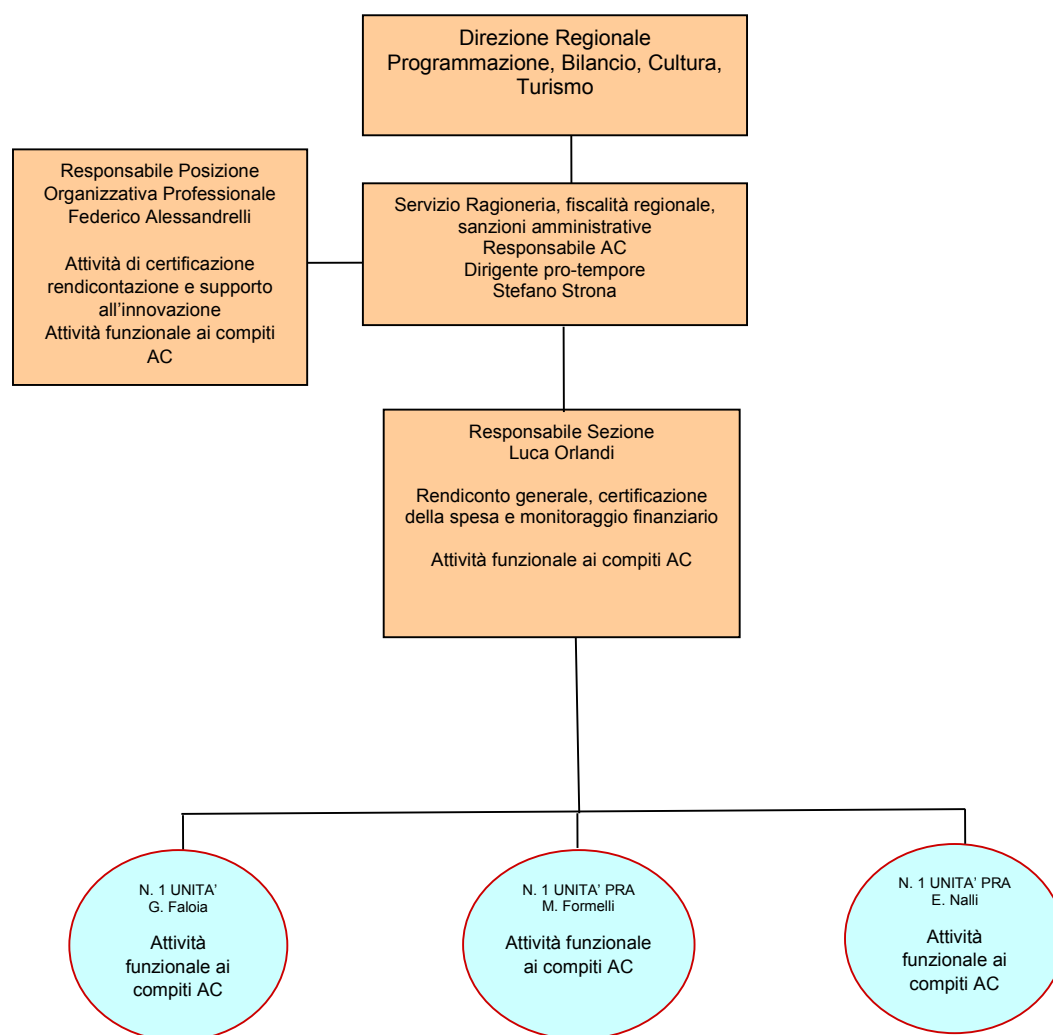 Direzione Regionale
Programmazione, Bilancio, Cultura,
Turismo
Responsabile Posizione
Organizzativa Professionale
Federico Alessandrelli
Attività di certificazione
rendicontazione e supporto
all’innovazione
Attività funzionale ai compiti
AC
Servizio Ragioneria, fiscalità regionale,
sanzioni amministrative
Responsabile AC
Dirigente pro-tempore
Stefano Strona
Responsabile Sezione
Luca Orlandi
Rendiconto generale, certificazione
della spesa e monitoraggio finanziario
Attività funzionale ai compiti AC
N. 1 UNITA’
G. Faloia
Attività
funzionale ai
compiti AC
N. 1 UNITA’ PRA
M. Formelli
Attività funzionale
ai compiti AC
N. 1 UNITA’ PRA
E. Nalli
Attività
funzionale ai
compiti AC